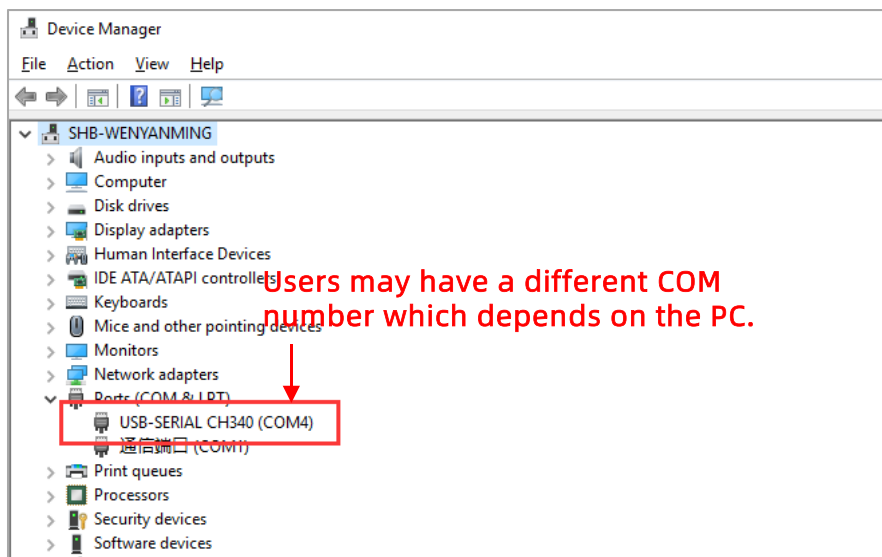 Device Manager
File Action View Help
SHB-WENYANMING
Audio inputs and outputs
Computer
Disk drives
Display adapters
Human Interface Devices
IDE ATA/ATAPI controllers
Users may have a different COM
Keyboards
number which depends on the PC.
Mice and other pointing devices
Monitors
Network adapters
Ports (COM & LPT)
USB-SERIAL CH340 (COM4)
通信端口 (COM1)
Print queues
Processors
Security devices
Software devices